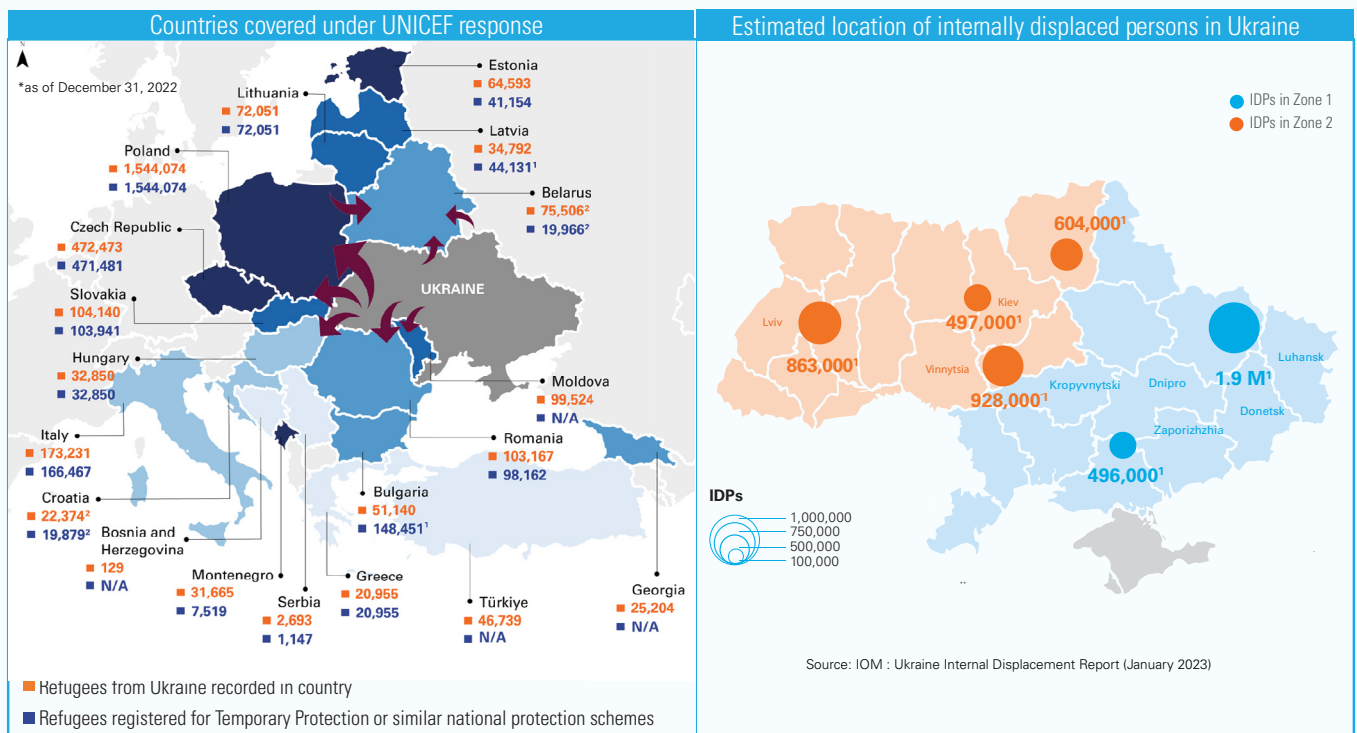 Countries covered under UNICEF response
N
*as of December 31, 2022
Estonia
64,593
41,154
Lithuania
72,051
72,051
Latvia
34,792
44,131¹
Poland
1,544,074
1,544,074
Belarus
75,506²
19,966²
Czech Republic
472,473
471,481
UKRAINE
Slovakia
104,140
103,941
Hungary
32,850
32,850
Moldova
99,524
N/A
Italy
173,231
166,467
Romania
103,167
98,162
Croatia
22,374²
19,879²
Bulgaria
51,140
148,451¹
Bosnia and
Herzegovina
129
N/A
Montenegro
31,665
7,519
Serbia
2,693
1,147
Greece
20,955
20,955
Türkiye
46,739
N/A
Georgia
25,204
N/A
Refugees from Ukraine recorded in country
Refugees registered for Temporary Protection or similar national protection schemes
Estimated location of internally displaced persons in Ukraine
IDPs in Zone 1
IDPs in Zone 2
604,000¹
Kiev
497,000¹
Lviv
863,000¹
Vinnytsia
928,000¹
1.9 M¹
Luhansk
Kropyvnytski
Dnipro
Donetsk
Zaporizhzhia
496,000¹
IDPs
1,000,000
750,000
500,000
100,000
Source: IOM : Ukraine Internal Displacement Report (January 2023)